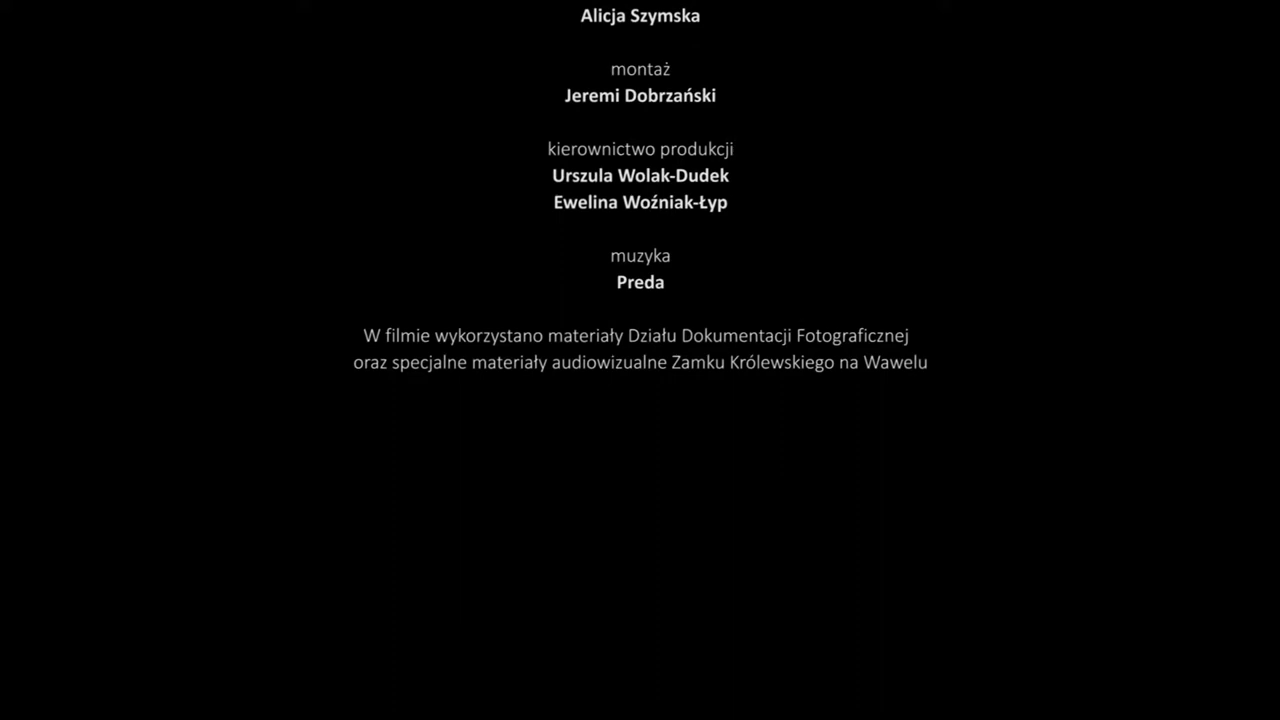 Alicja Szymska
montaż
Jeremi Dobrzański
kierownictwo produkcji
Urszula Wolak-Dudek
Ewelina Woźniak-Łyp
muzyka
Preda
W filmie wykorzystano materiały Działu Dokumentacji Fotograficznej
oraz specjalne materiały audiowizualne Zamku Królewskiego na Wawelu